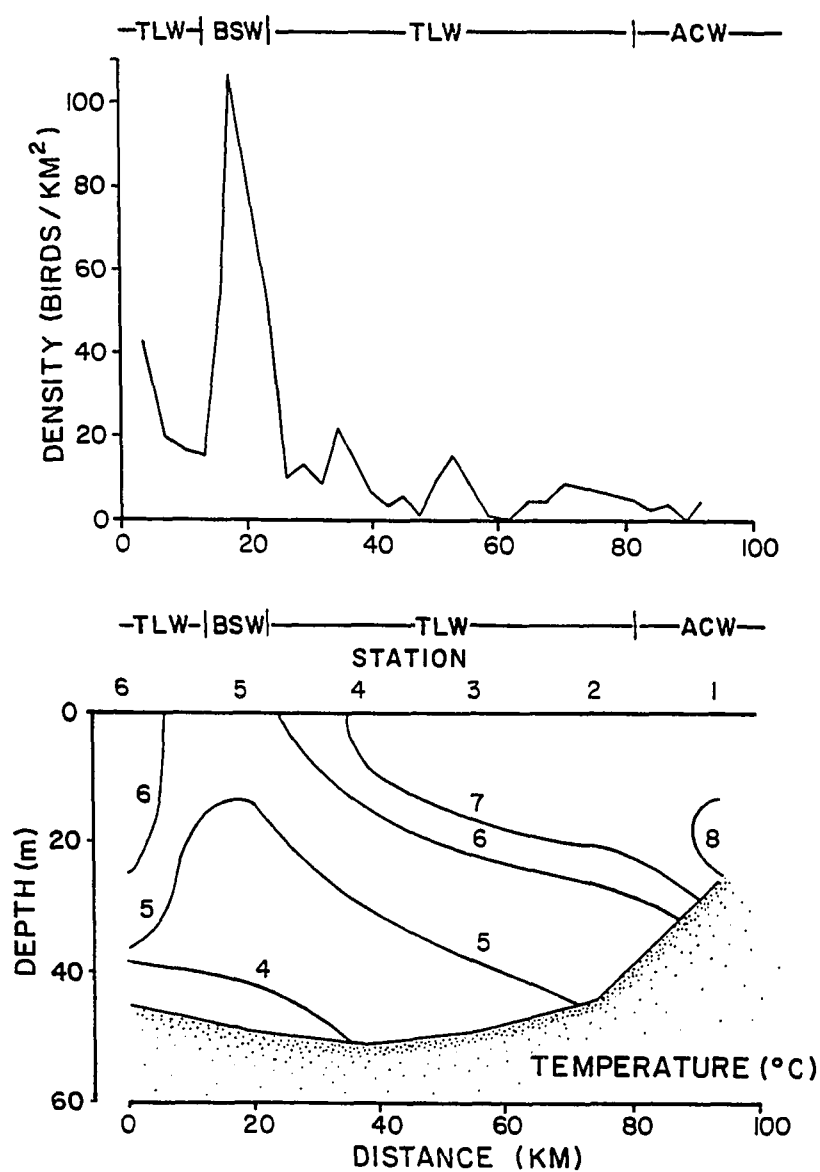 TLW BSW TLW ACW
DENSITY (BIRDS/KM²)
100
80
60
40
20
0
0 20 40 60 80 100
TLW BSW TLW ACW
STATION
6 5 4 3 2 1
DEPTH (m)
0
20
40
60
6
7
6
8
5
5
4
TEMPERATURE (°C)
0 20 40 60 80 100
DISTANCE (KM)